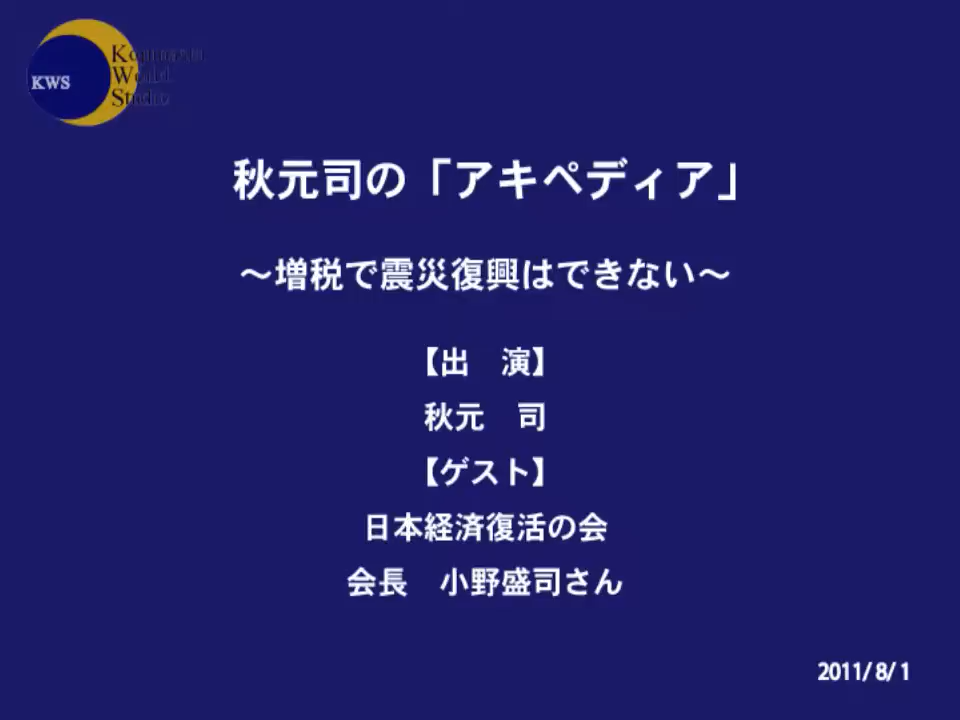 KWS
World
Studio
秋元司の「アキペディア」
～増税で震災復興はできない～
【出　演】
秋元　司
【ゲスト】
日本経済復活の会
会長　小野盛司さん
2011/8/1